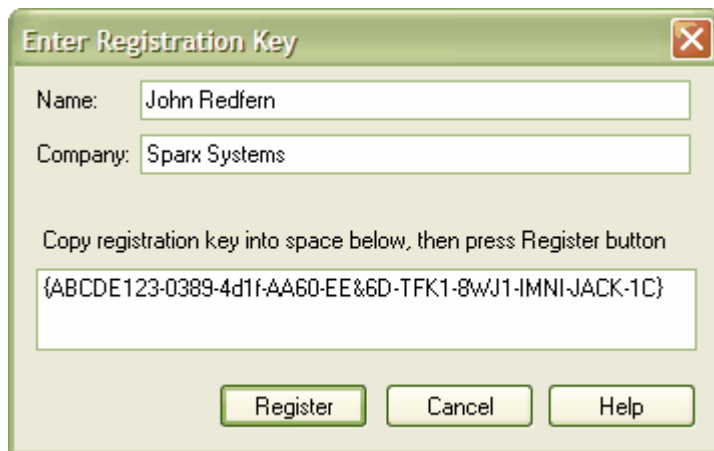 Enter Registration Key
Name: John Redfern
Company: Sparx Systems
Copy registration key into space below, then press Register button
{ABCDE123-0389-4d1f-AA60-EE&6D-TFK1-8WJ1-IMNI-JACK-1C}
Register Cancel Help